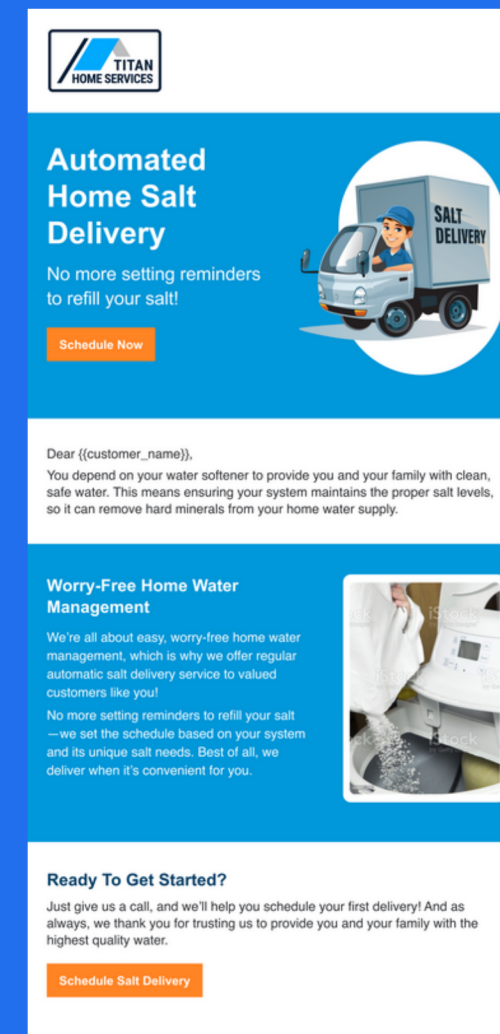 TITAN
HOME SERVICES
Automated
Home Salt
Delivery
No more setting reminders
to refill your salt!
Schedule Now
SALT
DELIVERY
Dear {{customer_name}},
You depend on your water softener to provide you and your family with clean,
safe water. This means ensuring your system maintains the proper salt levels,
so it can remove hard minerals from your home water supply.
Worry-Free Home Water
Management
We're all about easy, worry-free home water
management, which is why we offer regular
automatic salt delivery service to valued
customers like you!
No more setting reminders to refill your salt
—we set the schedule based on your system
and its unique salt needs. Best of all, we
deliver when it's convenient for you.
iStock
iStock
Ready To Get Started?
Just give us a call, and we'll help you schedule your first delivery! And as
always, we thank you for trusting us to provide you and your family with the
highest quality water.
Schedule Salt Delivery